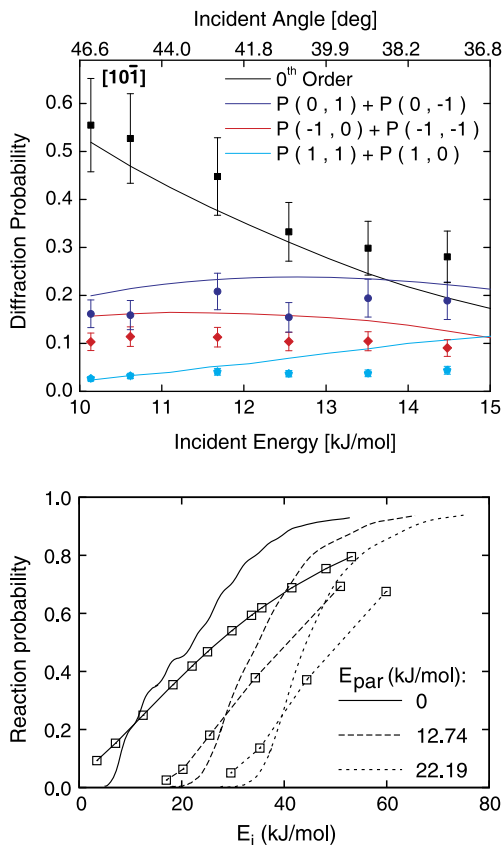 Incident Angle [deg]
46.6 44.0 41.8 39.9 38.2 36.8
[101̄]
0th Order
P ( 0 , 1 ) + P ( 0 , -1 )
P ( -1 , 0 ) + P ( -1 , -1 )
P ( 1 , 1 ) + P ( 1 , 0 )
Diffraction Probability
0.6
0.5
0.4
0.3
0.2
0.1
0.0
10 11 12 13 14 15
Incident Energy [kJ/mol]
Reaction probability
1.0
0.8
0.6
0.4
0.2
0.0
Epar (kJ/mol):
0
12.74
22.19
0 20 40 60 80
Ei (kJ/mol)